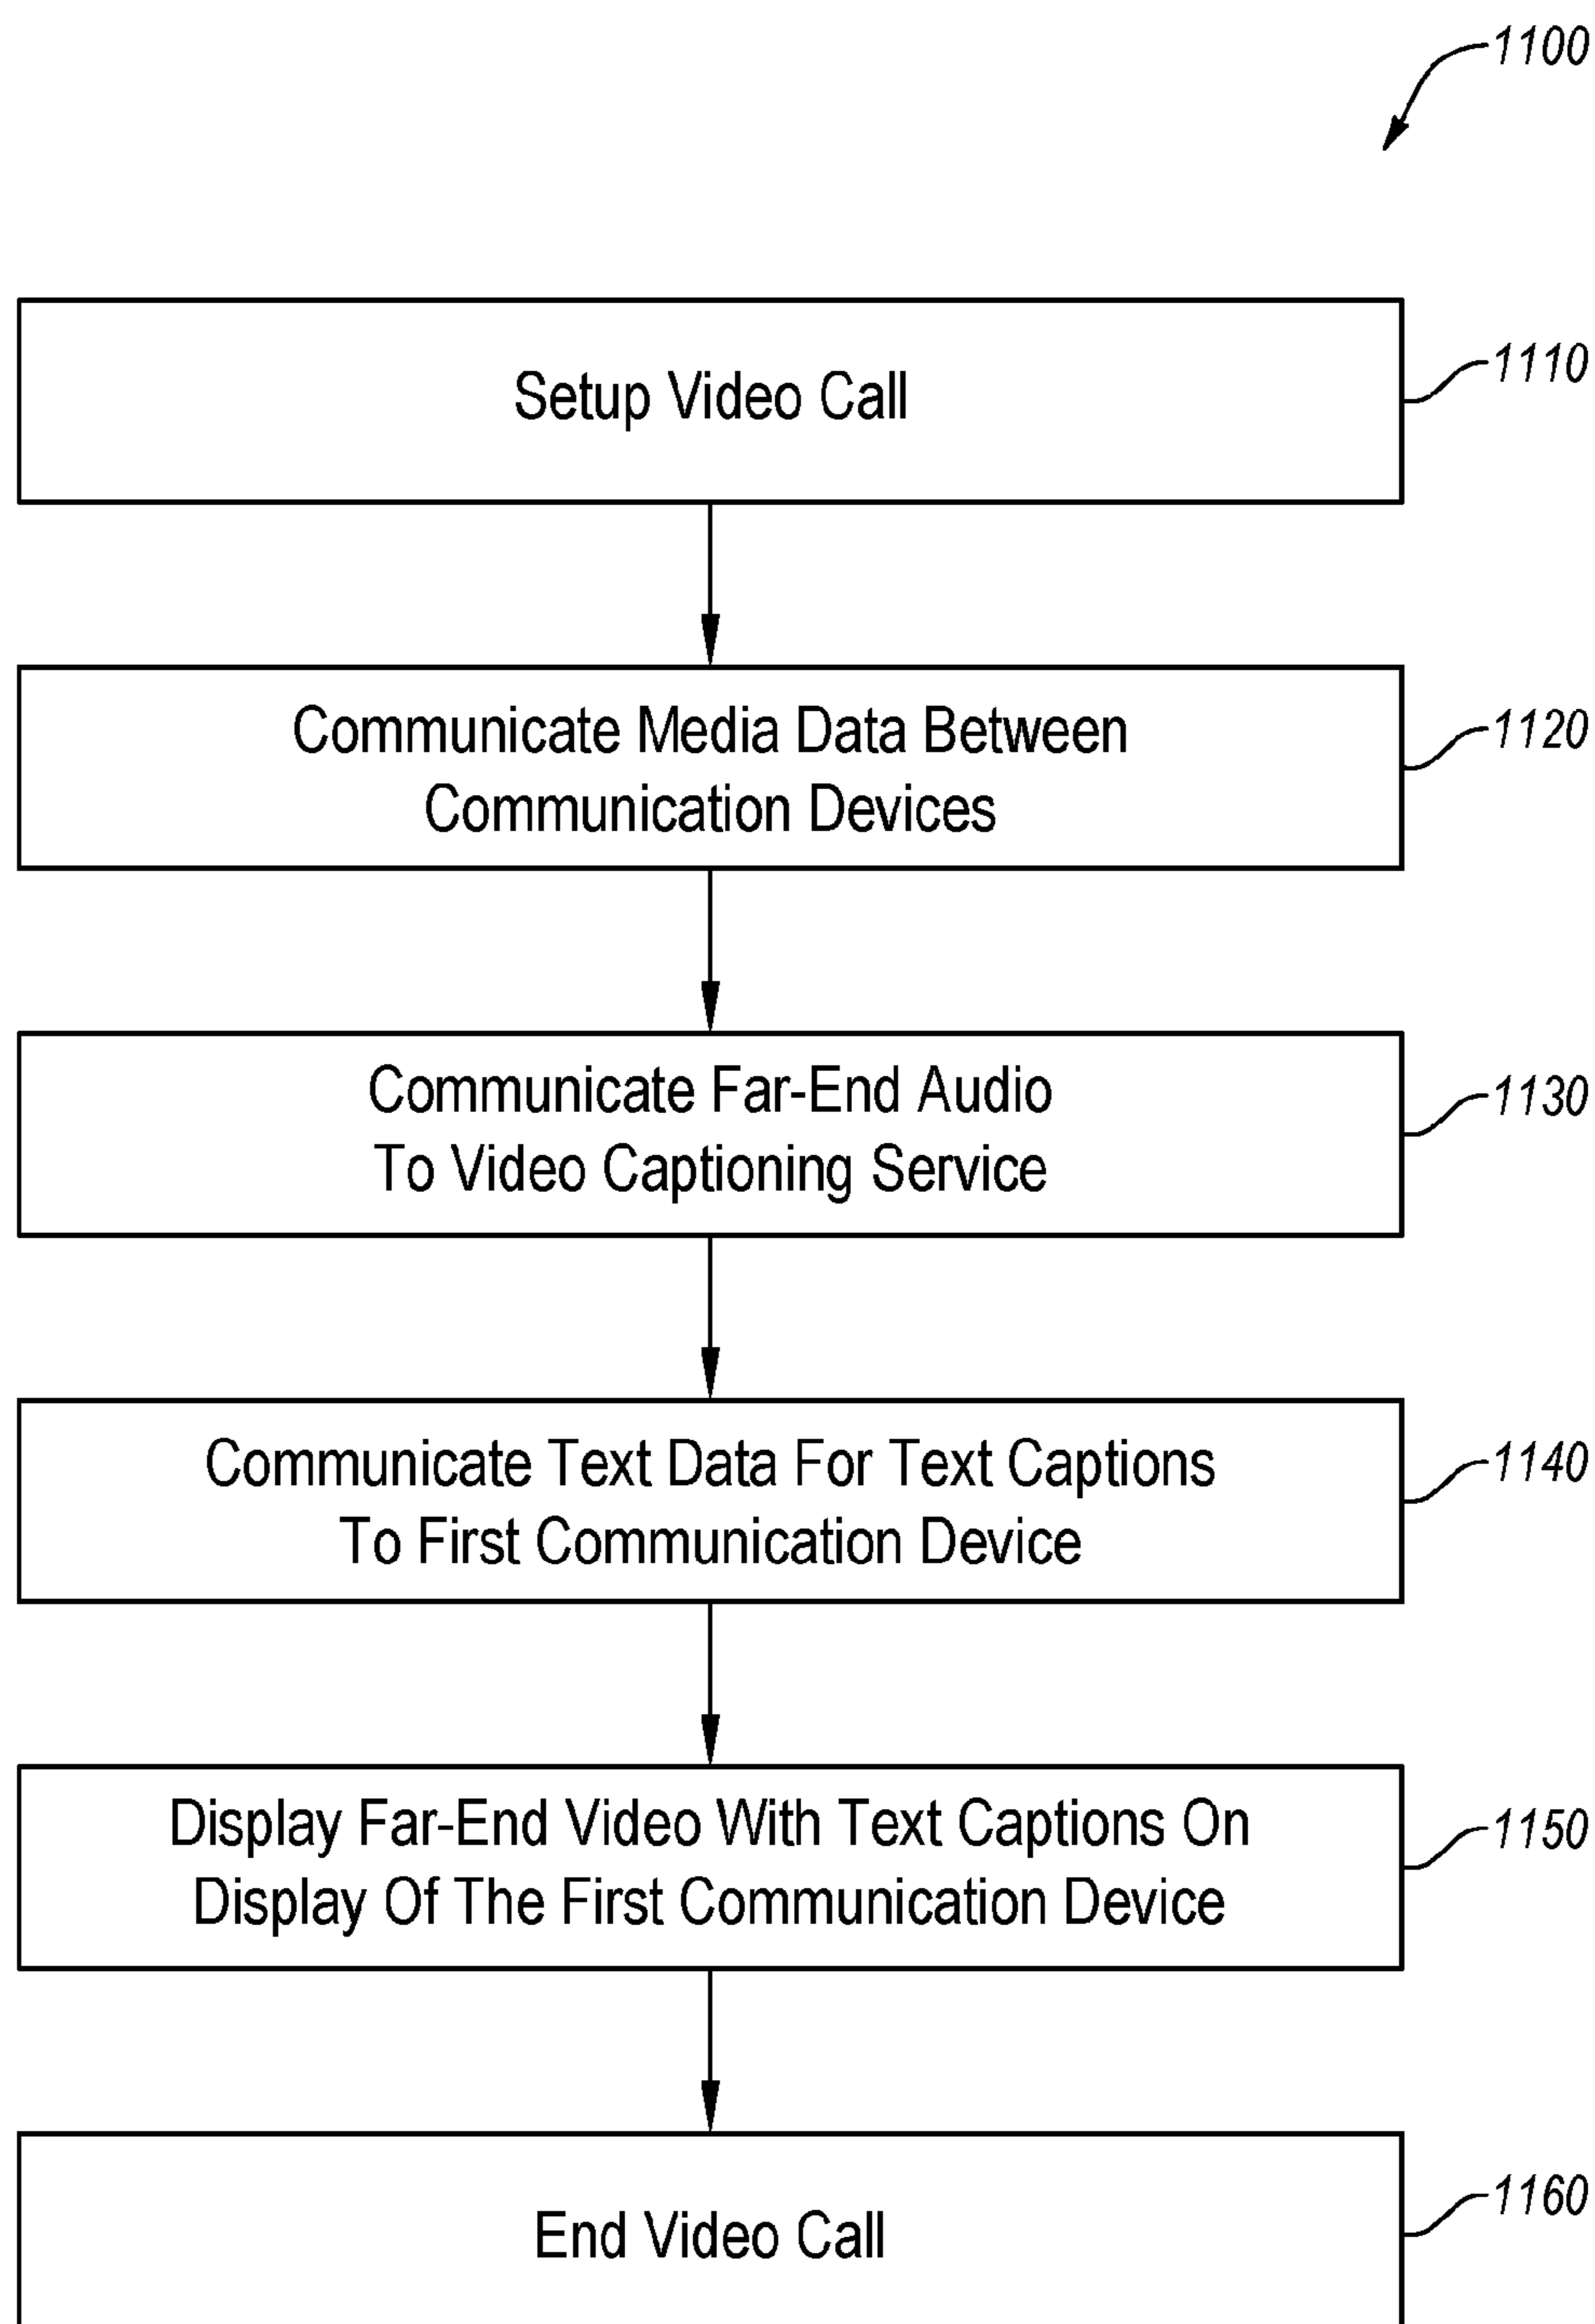 1100
Setup Video Call
1110
Communicate Media Data Between
Communication Devices
1120
Communicate Far-End Audio
To Video Captioning Service
1130
Communicate Text Data For Text Captions
To First Communication Device
1140
Display Far-End Video With Text Captions On
Display Of The First Communication Device
1150
End Video Call
1160